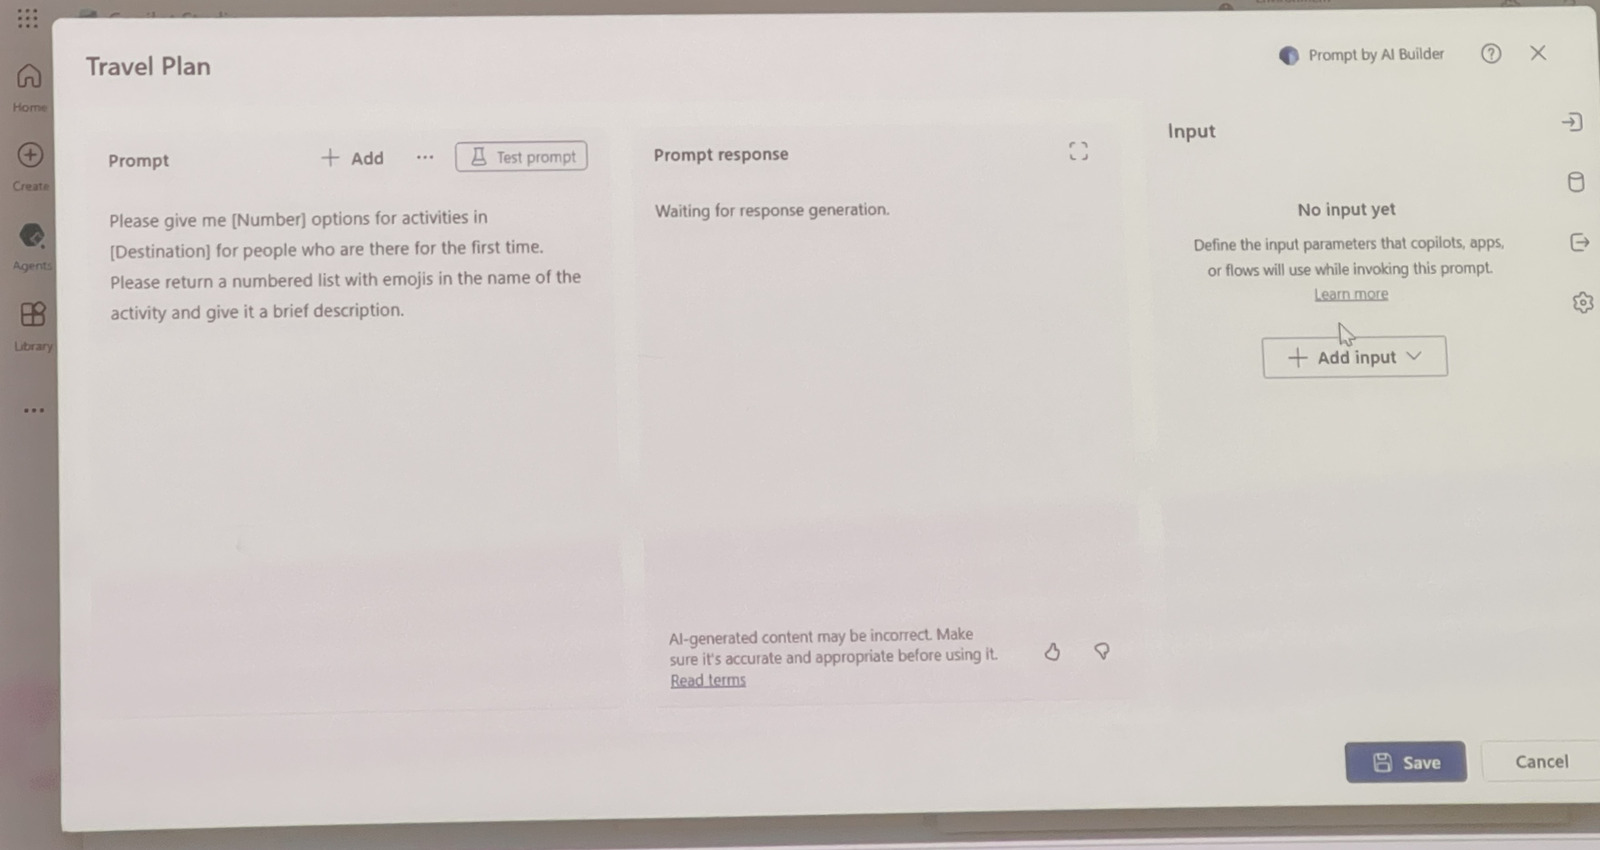 Travel Plan
Prompt by AI Builder
Home
Create
Agents
Library
Prompt
Add
Test prompt
Please give me [Number] options for activities in
[Destination] for people who are there for the first time.
Please return a numbered list with emojis in the name of the
activity and give it a brief description.
Prompt response
Waiting for response generation.
AI-generated content may be incorrect. Make
sure it's accurate and appropriate before using it.
Read terms
Input
No input yet
Define the input parameters that copilots, apps,
or flows will use while invoking this prompt.
Learn more
Add input
Save
Cancel